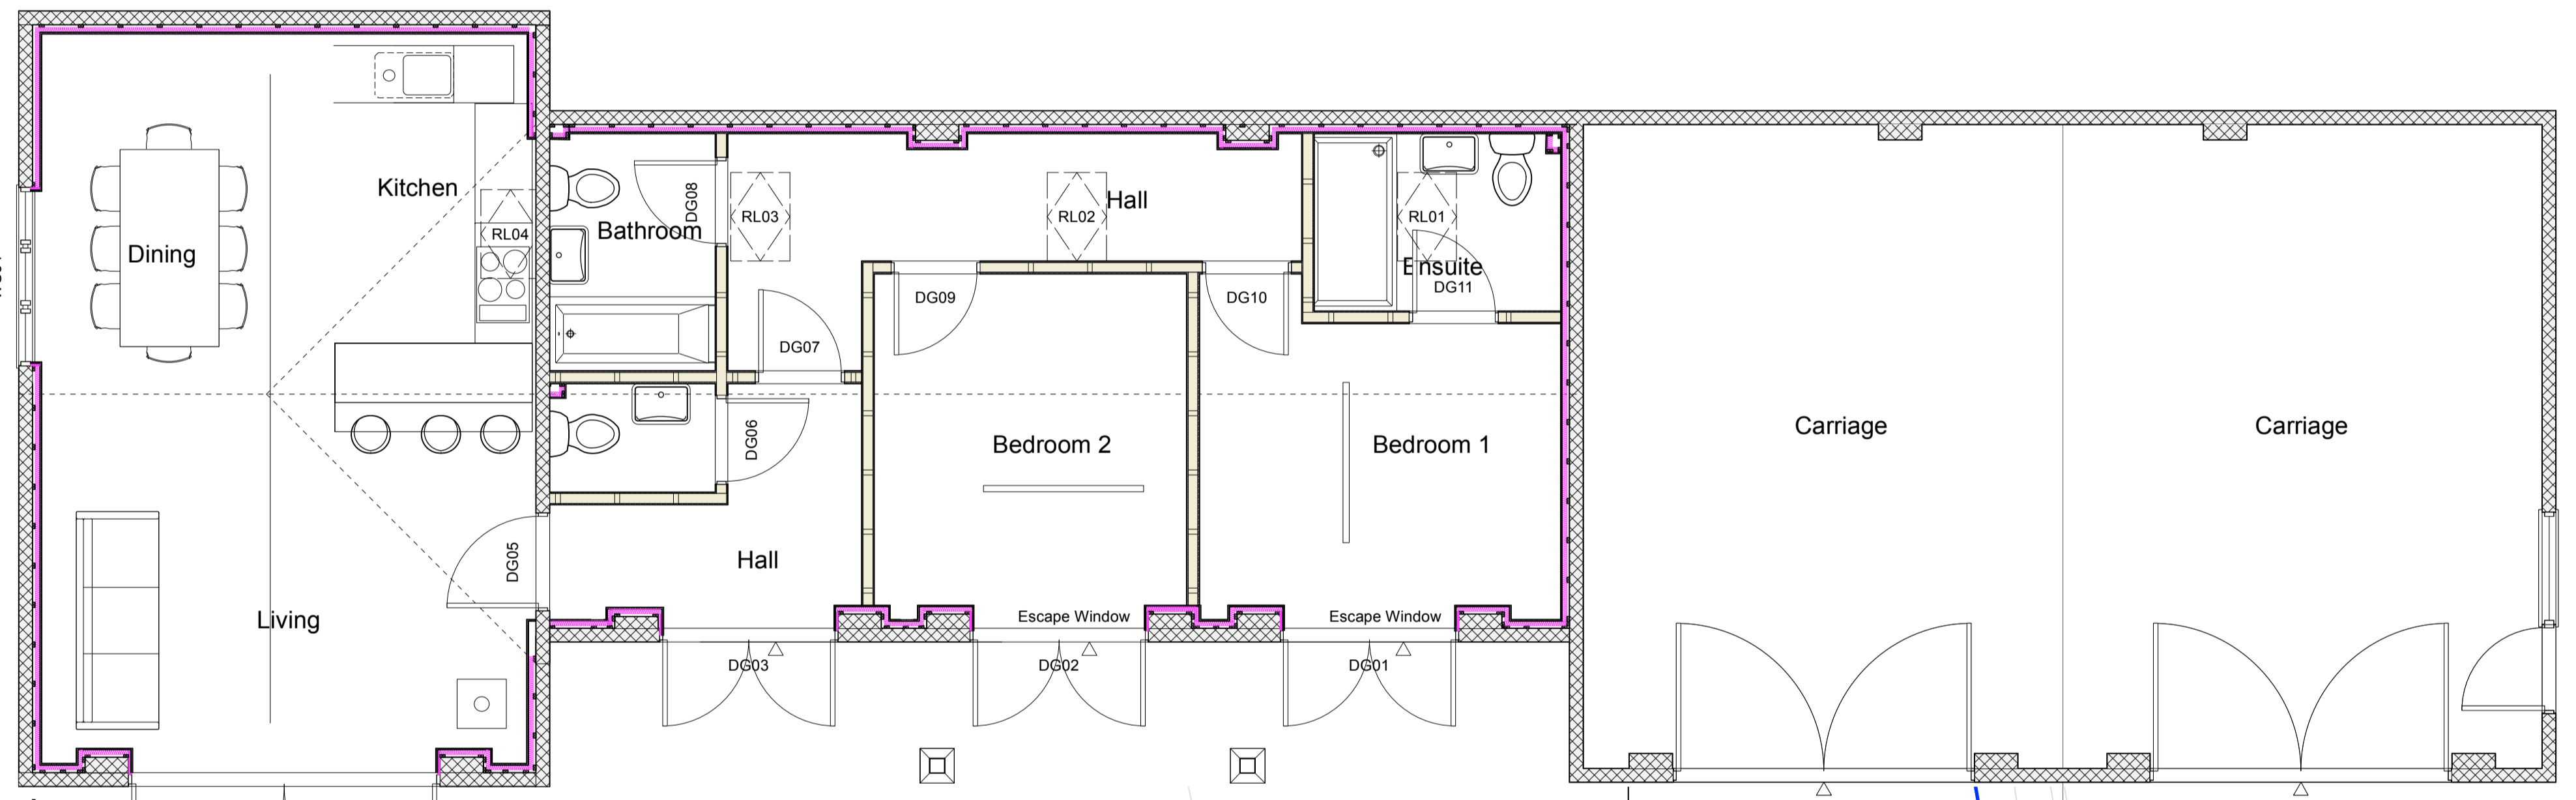 Kitchen
Dining
RL04
DG08
Bathroom
RL03
RL02
Hall
RL01
Ensuite
DG11
DG09
DG10
DG07
DG06
Bedroom 2
Bedroom 1
Carriage
Carriage
DG05
Hall
Living
Escape Window
Escape Window
DG03
DG02
DG01